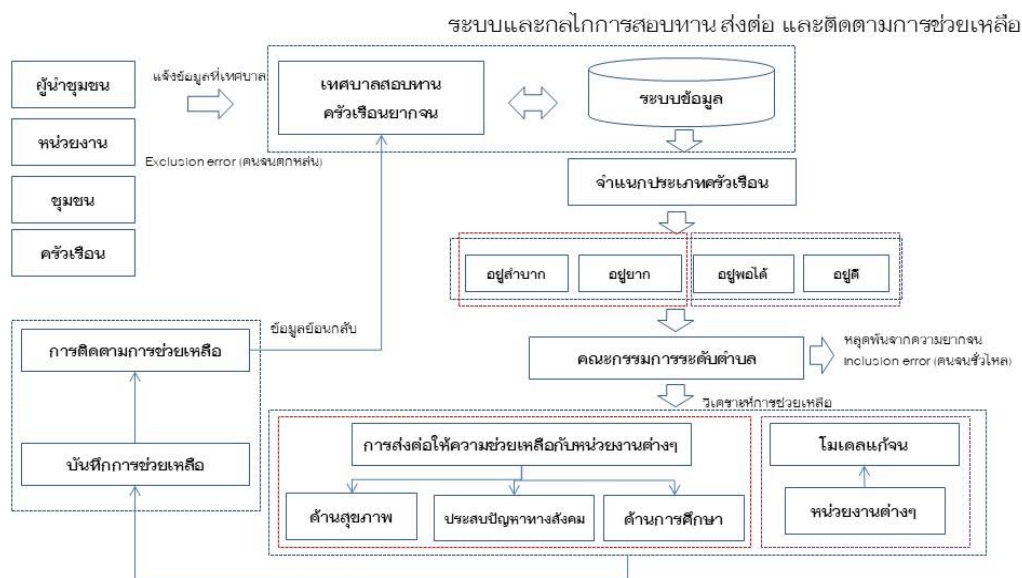 ระบบและกลไกการสอบทาน ส่งต่อ และติดตามการช่วยเหลือ
ผู้นำชุมชน
หน่วยงาน
ชุมชน
ครัวเรือน
แจ้งข้อมูลที่เทศบาล
Exclusion error (คนจนตกหล่น)
เทศบาลสอบทาน
ครัวเรือนยากจน
ระบบข้อมูล
จำแนกประเภทครัวเรือน
อยู่ลำบาก
อยู่ยาก
อยู่พอได้
อยู่ดี
คณะกรรมการระดับตำบล
หลุดพ้นจากความยากจน
Inclusion error (คนจนรั่วไหล)
วิเคราะห์การช่วยเหลือ
การส่งต่อให้ความช่วยเหลือกับหน่วยงานต่างๆ
ด้านสุขภาพ
ประสบปัญหาทางสังคม
ด้านการศึกษา
โมเดลแก้จน
หน่วยงานต่างๆ
ข้อมูลย้อนกลับ
การติดตามการช่วยเหลือ
บันทึกการช่วยเหลือ